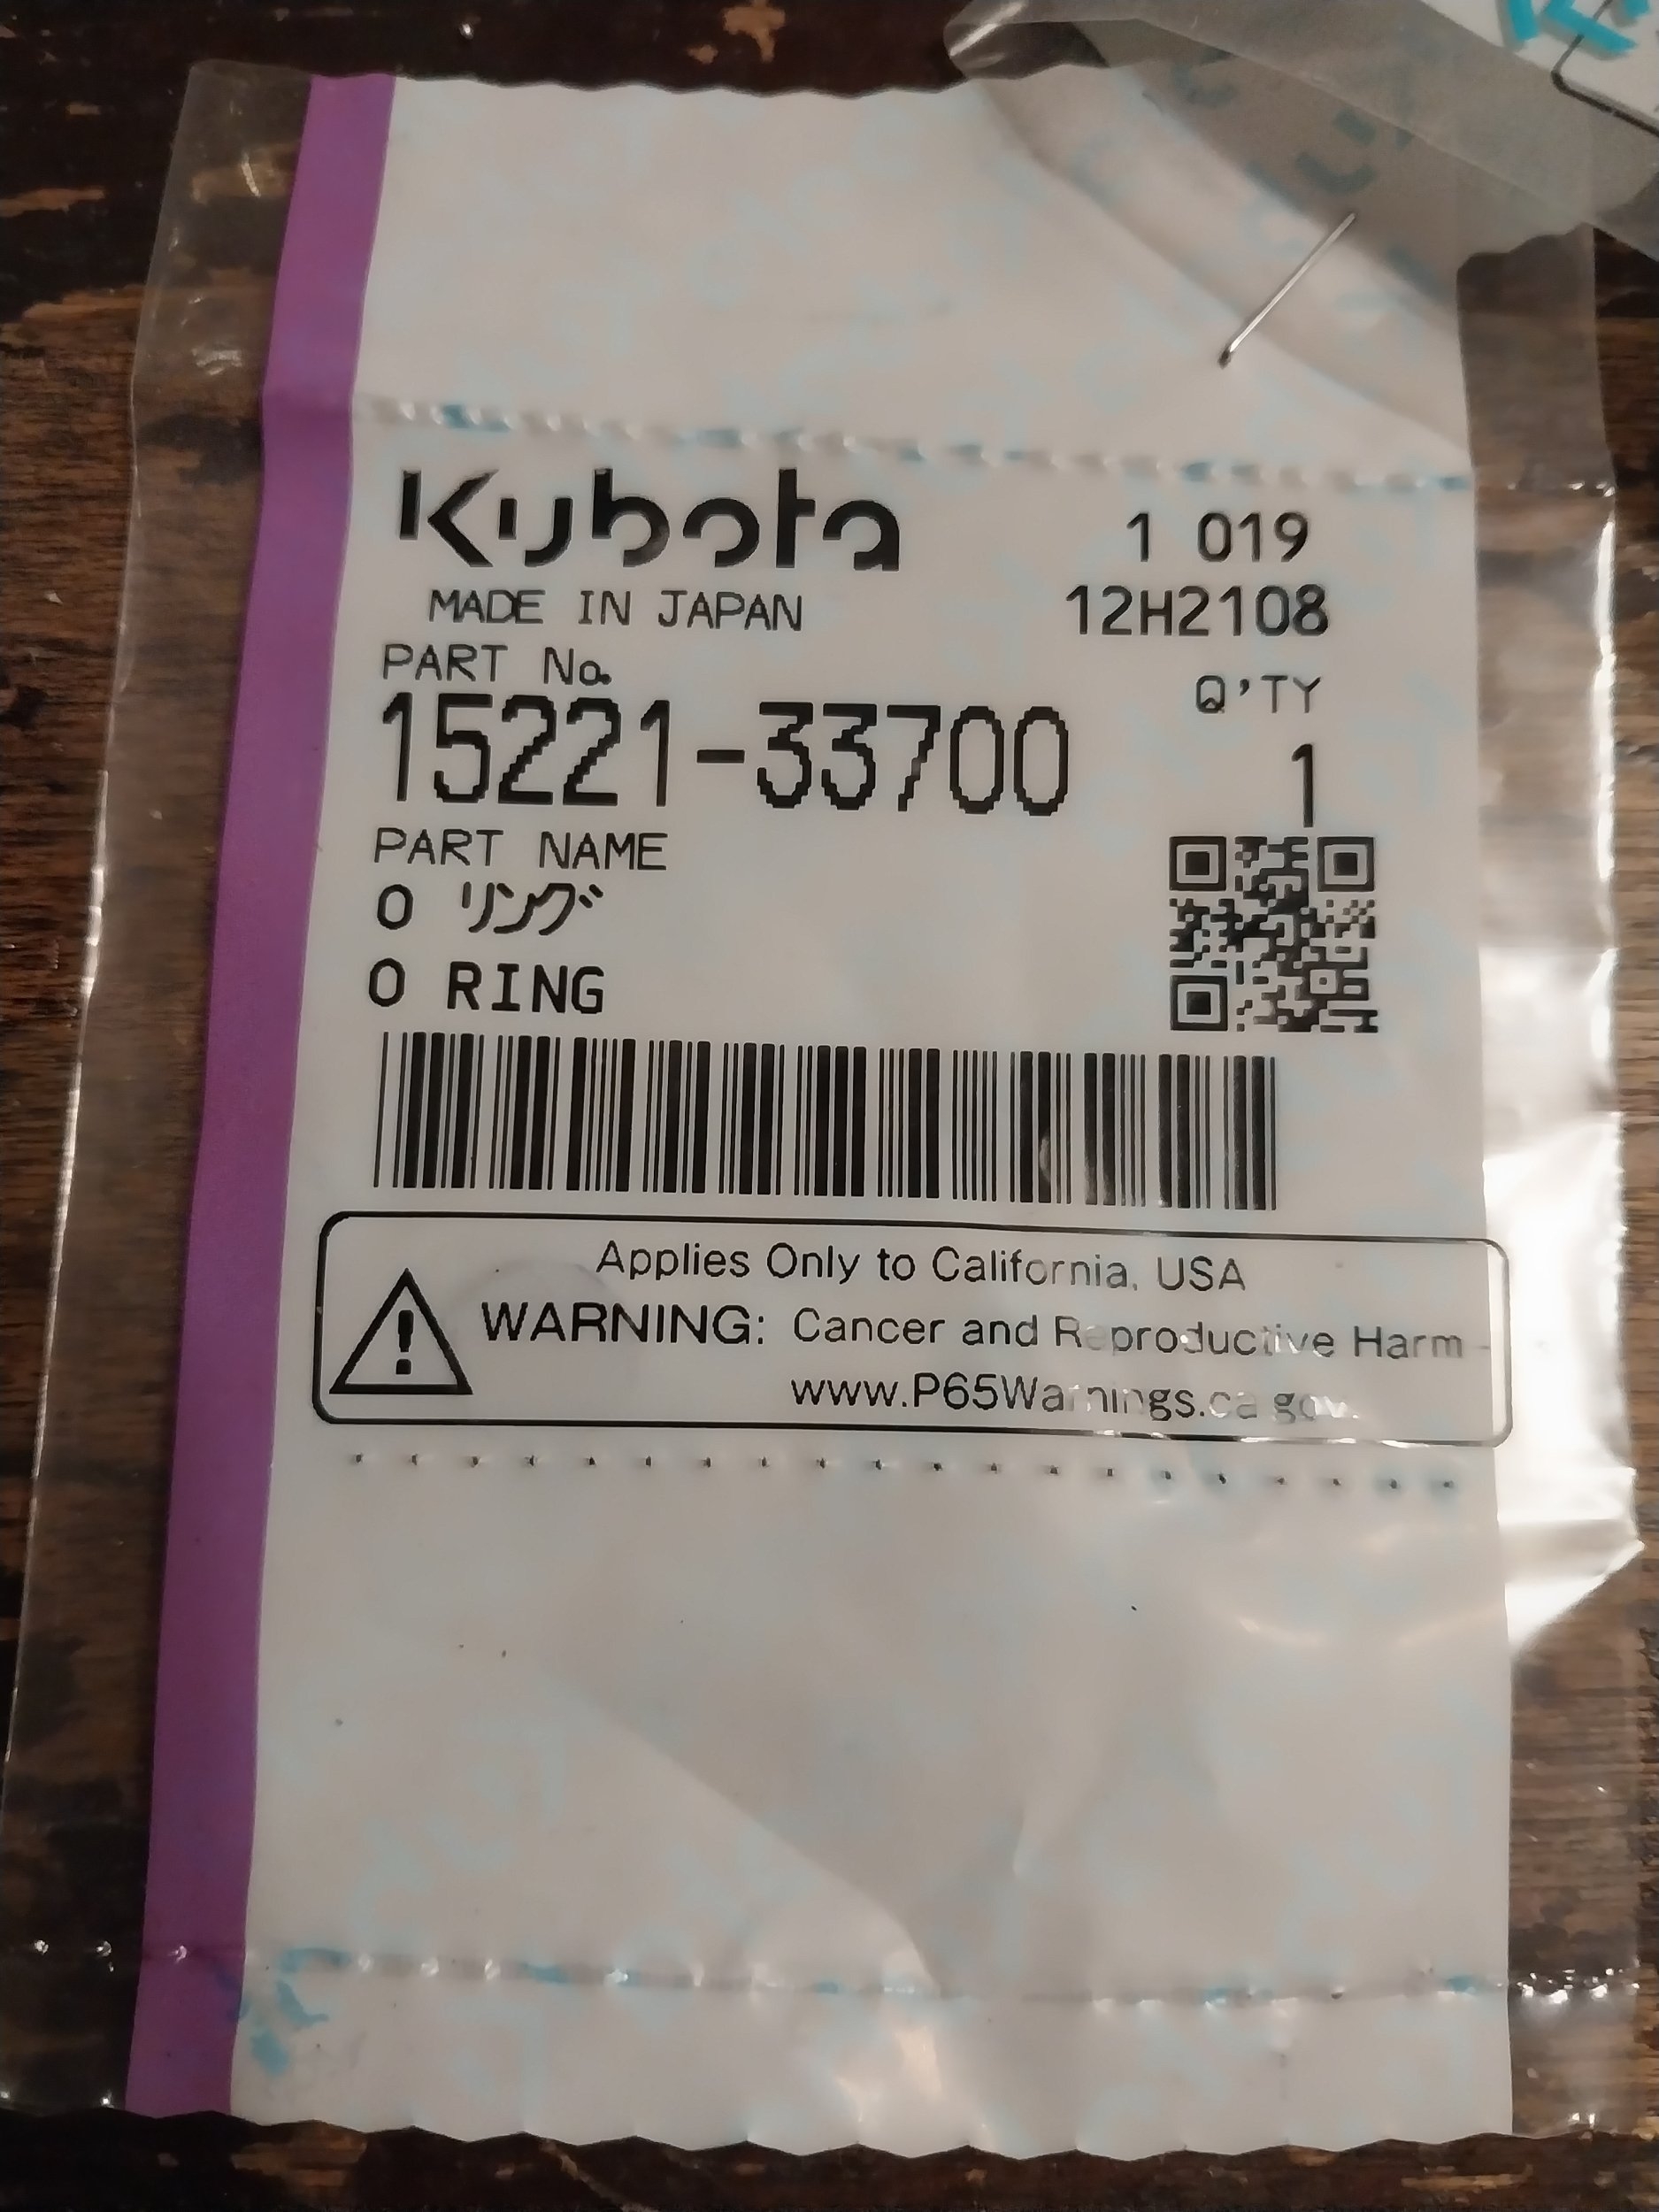 Kubota
1 019
MADE IN JAPAN
12H2108
PART No.
Q'TY
15221-33700
1
PART NAME
O リング
O RING
Applies Only to California, USA
WARNING: Cancer and Reproductive Harm -
www.P65Warnings.ca.gov.